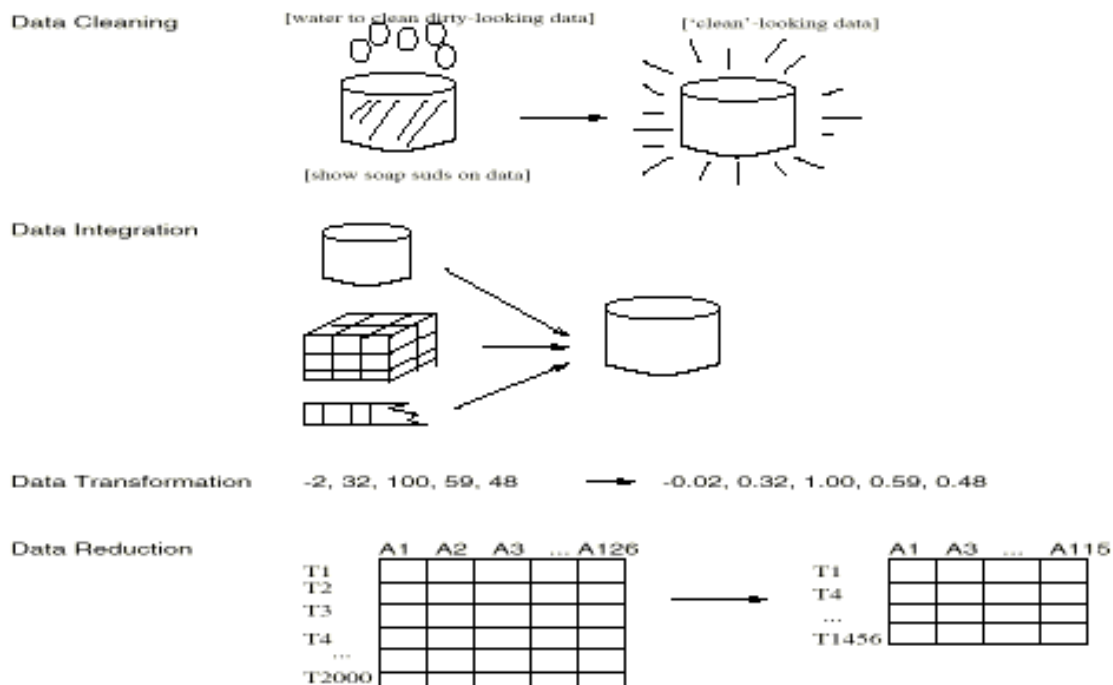 Data Cleaning
[water to clean dirty-looking data]
['clean'-looking data]
[show soap suds on data]
Data Integration
Data Transformation
-2, 32, 100, 59, 48
-0.02, 0.32, 1.00, 0.59, 0.48
Data Reduction
A1 A2 A3 ... A126
T1
T2
T3
T4
...
T2000
A1 A3 ... A115
T1
T4
...
T1456